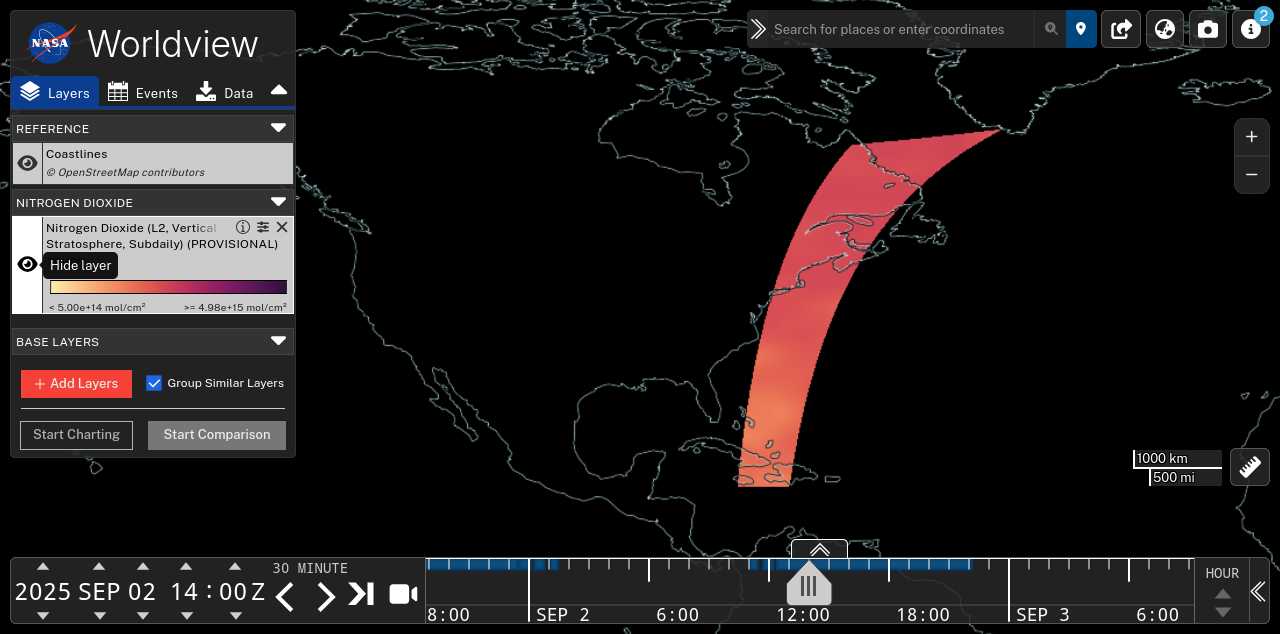 NASA
Worldview
Layers
Events
Data
REFERENCE
Coastlines
© OpenStreetMap contributors
NITROGEN DIOXIDE
Nitrogen Dioxide (L2, Vertical
Stratosphere, Subdaily) (PROVISIONAL)
Hide layer
< 5.00e+14 mol/cm²
>= 4.98e+15 mol/cm²
BASE LAYERS
+ Add Layers
Group Similar Layers
Start Charting
Start Comparison
Search for places or enter coordinates
2
+
−
1000 km
500 mi
2025 SEP 02 14:00Z
30 MINUTE
8:00
SEP 2
6:00
12:00
18:00
SEP 3
6:00
HOUR